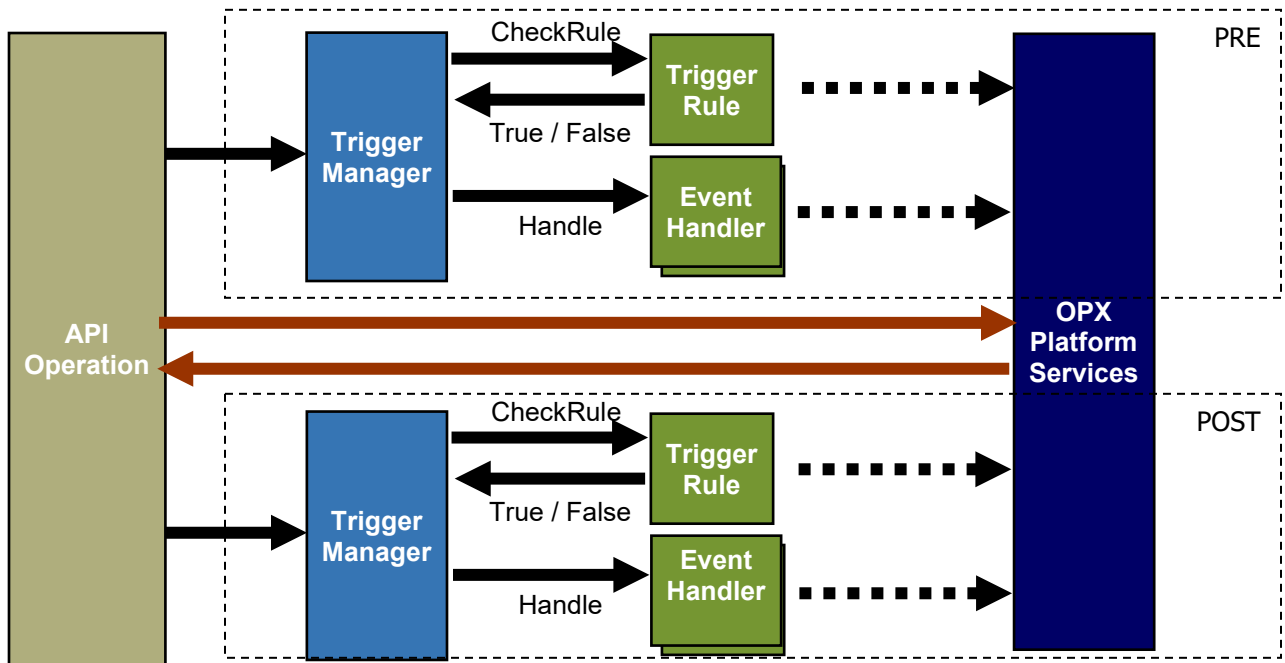 CheckRule
PRE
Trigger
Rule
True / False
Trigger
Manager
Event
Handler
Handle
API
Operation
OPX
Platform
Services
CheckRule
POST
Trigger
Rule
True / False
Trigger
Manager
Event
Handler
Handle